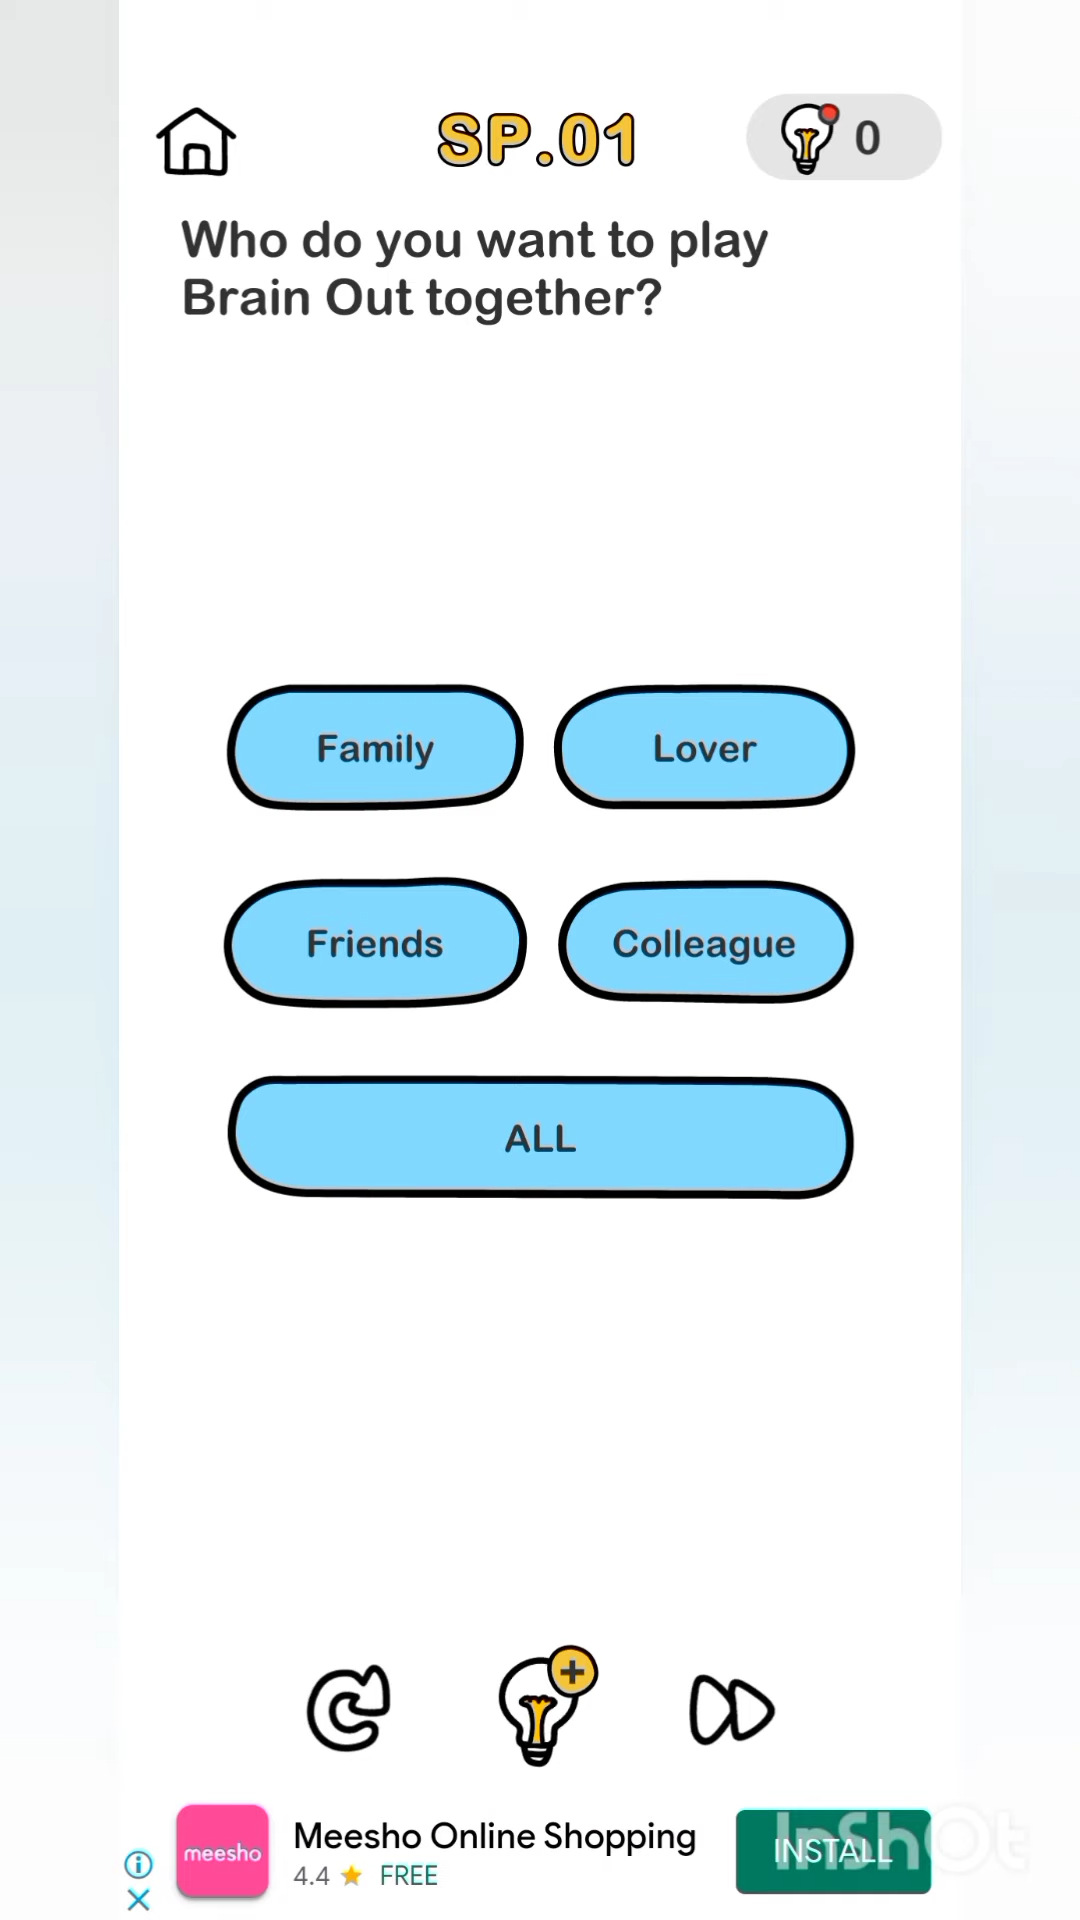 SP.01
0
Who do you want to play
Brain Out together?
Family
Lover
Friends
Colleague
ALL
meesho
Meesho Online Shopping
4.4 ★ FREE
INSTALL
InShOt